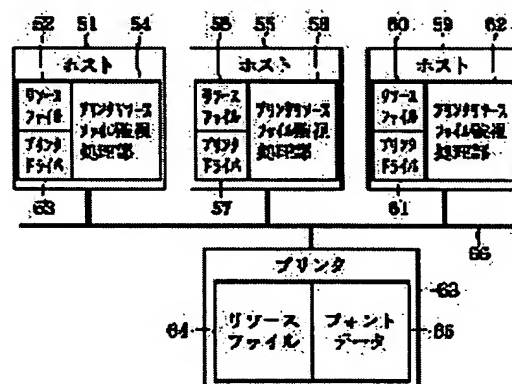 52 51 54
56 55 58
60 59 62
ホスト
ホスト
ホスト
リソース
ファイル
プリンタリソース
ファイル監視
処理部
プリンタ
ドライバ
リソース
ファイル
プリンタリソース
ファイル監視
処理部
プリンタ
ドライバ
リソース
ファイル
プリンタリソース
ファイル監視
処理部
プリンタ
ドライバ
53
57
61
66
プリンタ
63
64
リソース
ファイル
フォント
データ
65